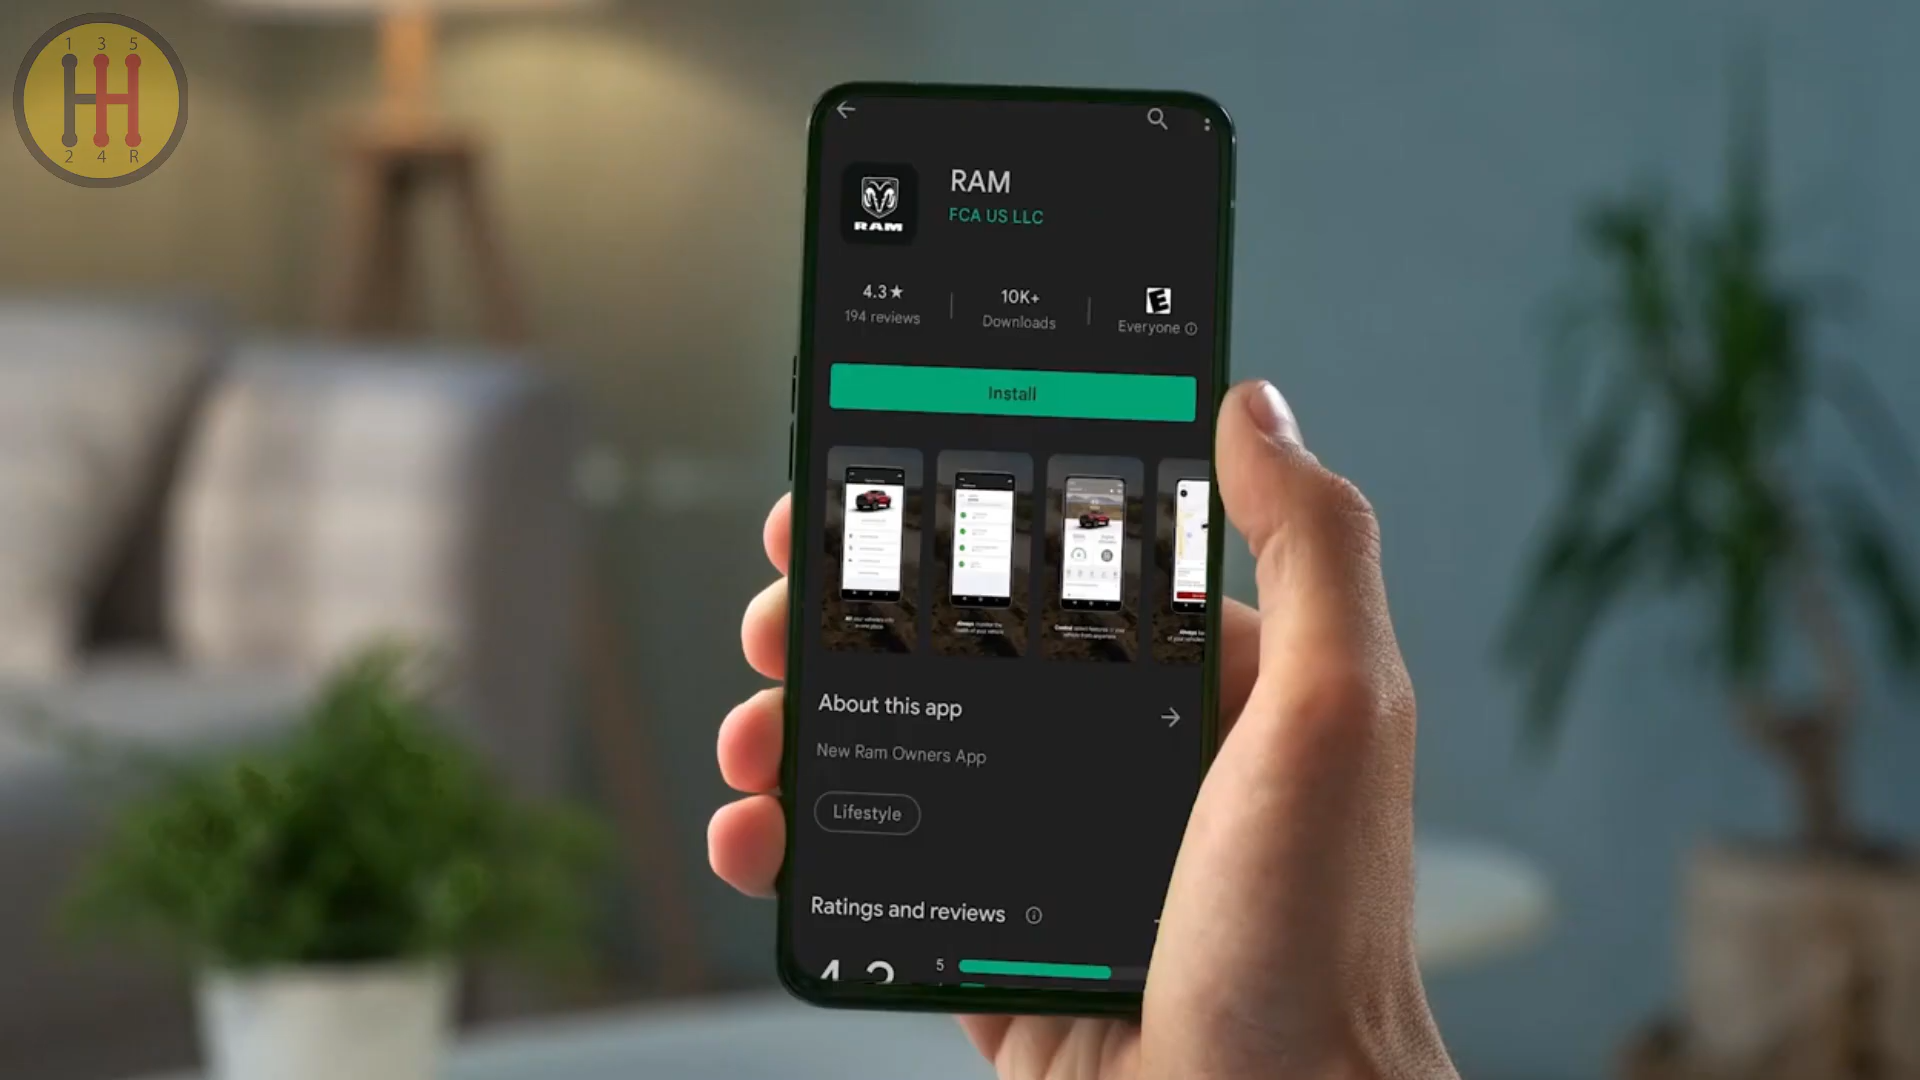 1 3 5
2 4 R
RAM
FCA US LLC
RAM
4.3★
194 reviews
10K+
Downloads
E
Everyone
Install
About this app
New Ram Owners App
Lifestyle
Ratings and reviews
5